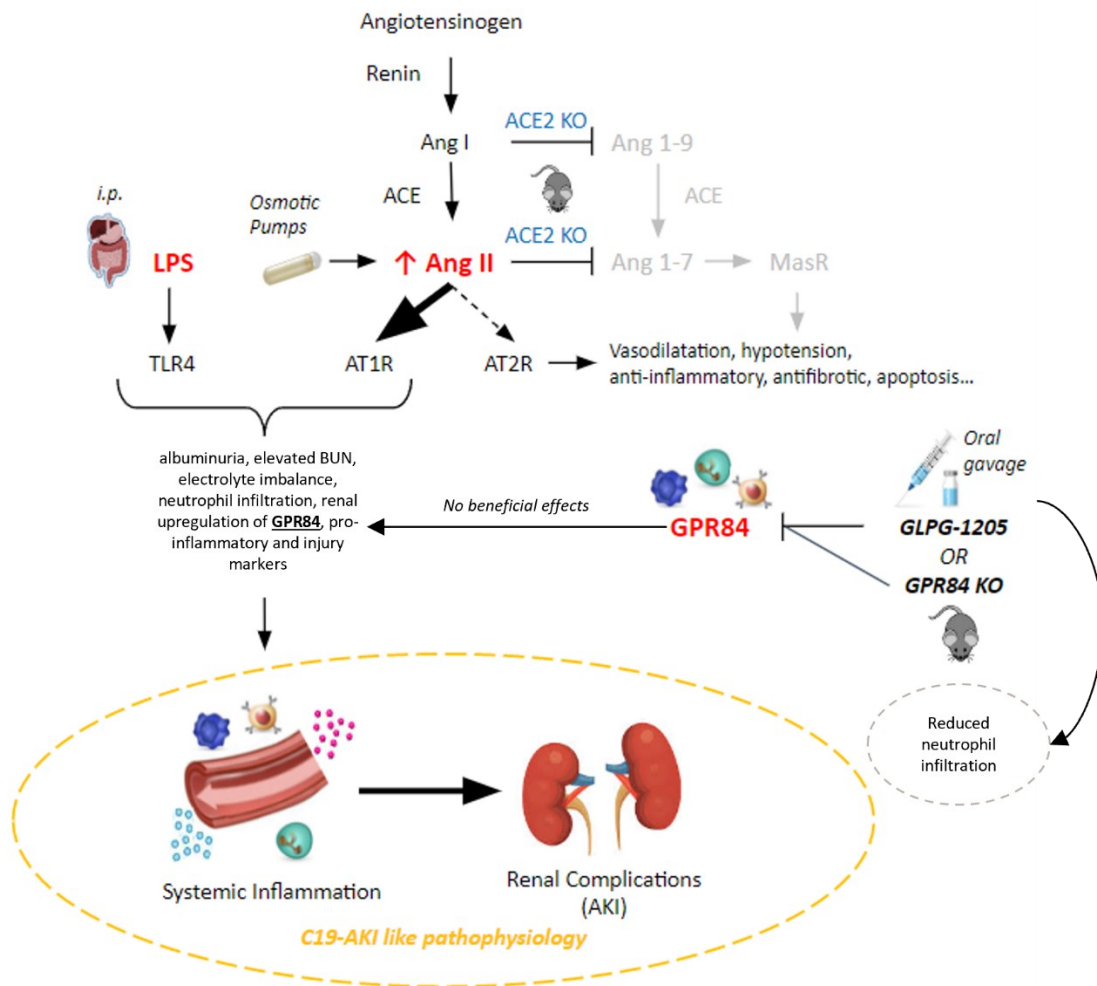 Angiotensinogen
Renin
Ang I
ACE2 KO
Ang 1-9
ACE
ACE
i.p.
Osmotic
Pumps
LPS
↑ Ang II
ACE2 KO
Ang 1-7
MasR
TLR4
AT1R
AT2R
Vasodilatation, hypotension,
anti-inflammatory, antifibrotic, apoptosis...
albuminuria, elevated BUN,
electrolyte imbalance,
neutrophil infiltration, renal
upregulation of GPR84, pro-
inflammatory and injury
markers
No beneficial effects
GPR84
Oral
gavage
GLPG-1205
OR
GPR84 KO
Reduced
neutrophil
infiltration
Systemic Inflammation
Renal Complications
(AKI)
C19-AKI like pathophysiology